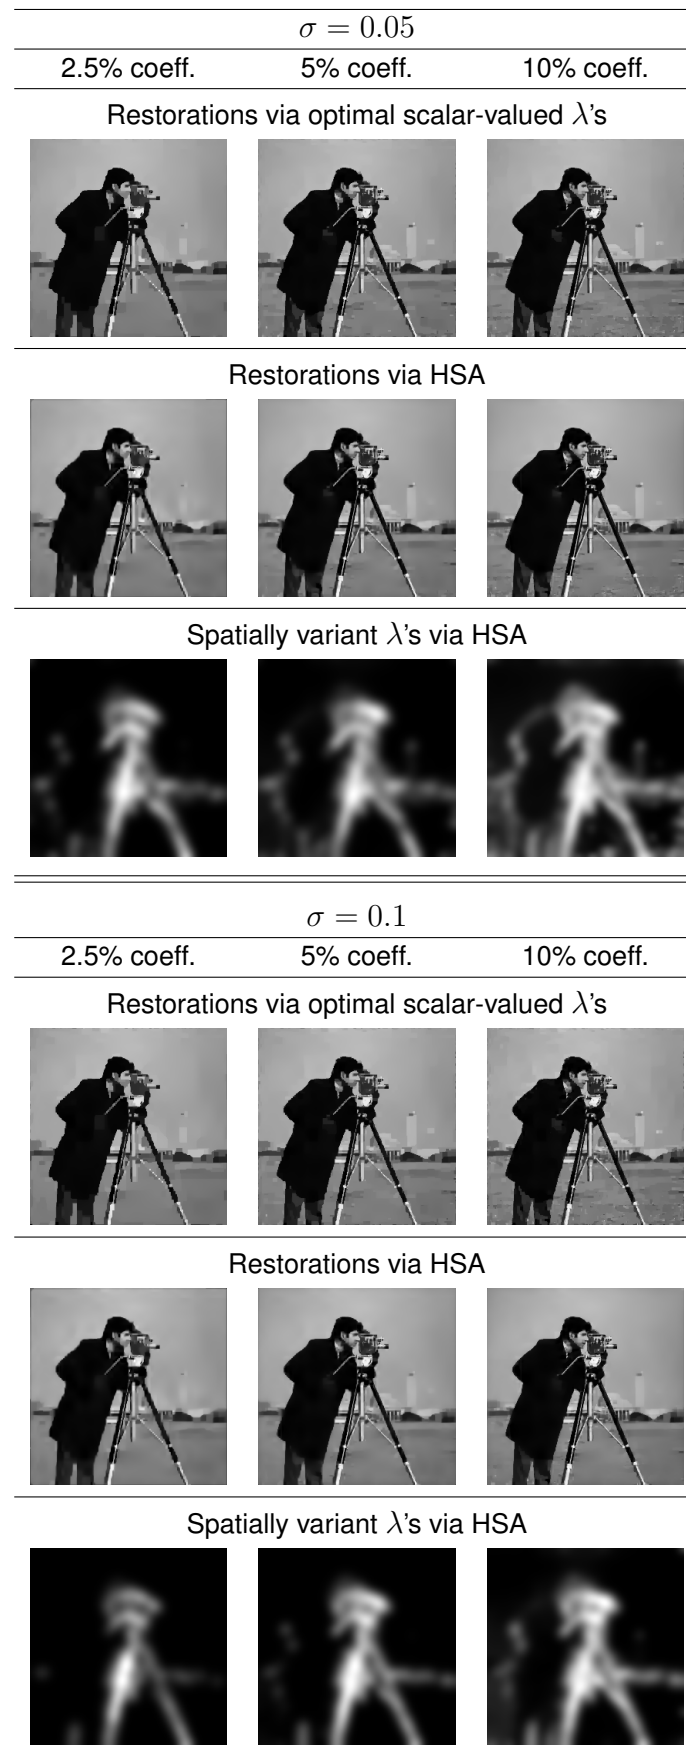 σ = 0.05
2.5% coeff. 5% coeff. 10% coeff.
Restorations via optimal scalar-valued λ's
Restorations via HSA
Spatially variant λ's via HSA
σ = 0.1
2.5% coeff. 5% coeff. 10% coeff.
Restorations via optimal scalar-valued λ's
Restorations via HSA
Spatially variant λ's via HSA